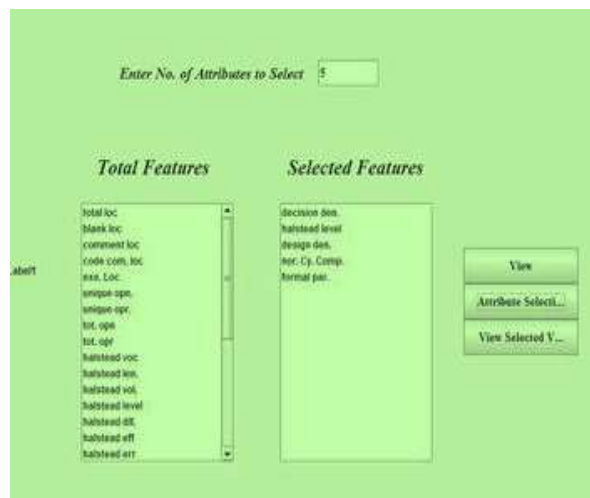 Enter No. of Attributes to Select 5
Total Features
Selected Features
total loc
blank loc
comment loc
code com. loc
exe. Loc.
unique opn.
unique opr.
tot. opn
tot. opr
halstead voc
halstead len.
halstead vol.
halstead level
halstead dif.
halstead eff
halstead err
decision den.
halstead level
design den.
nor. Cy. Comp.
formal par.
abel1
View
Attribute Selecti...
View Selected V...